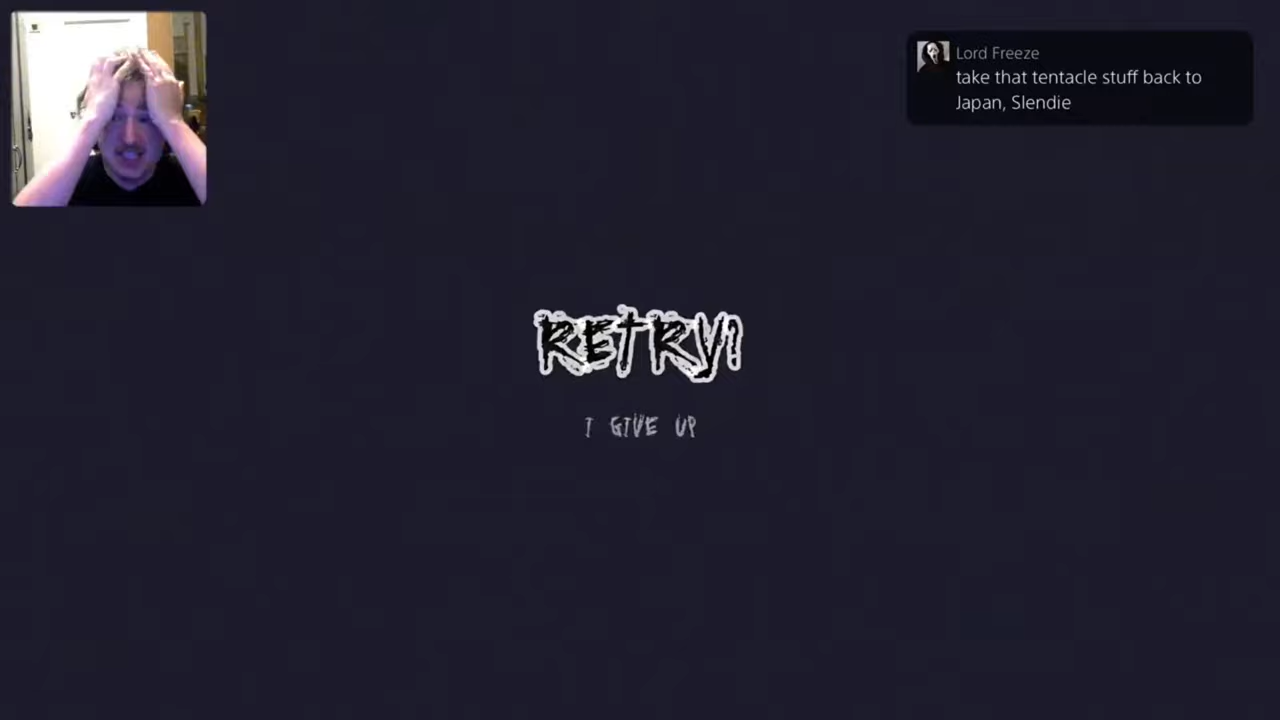 Lord Freeze
take that tentacle stuff back to
Japan, Slendie
RETRY?
I GIVE UP